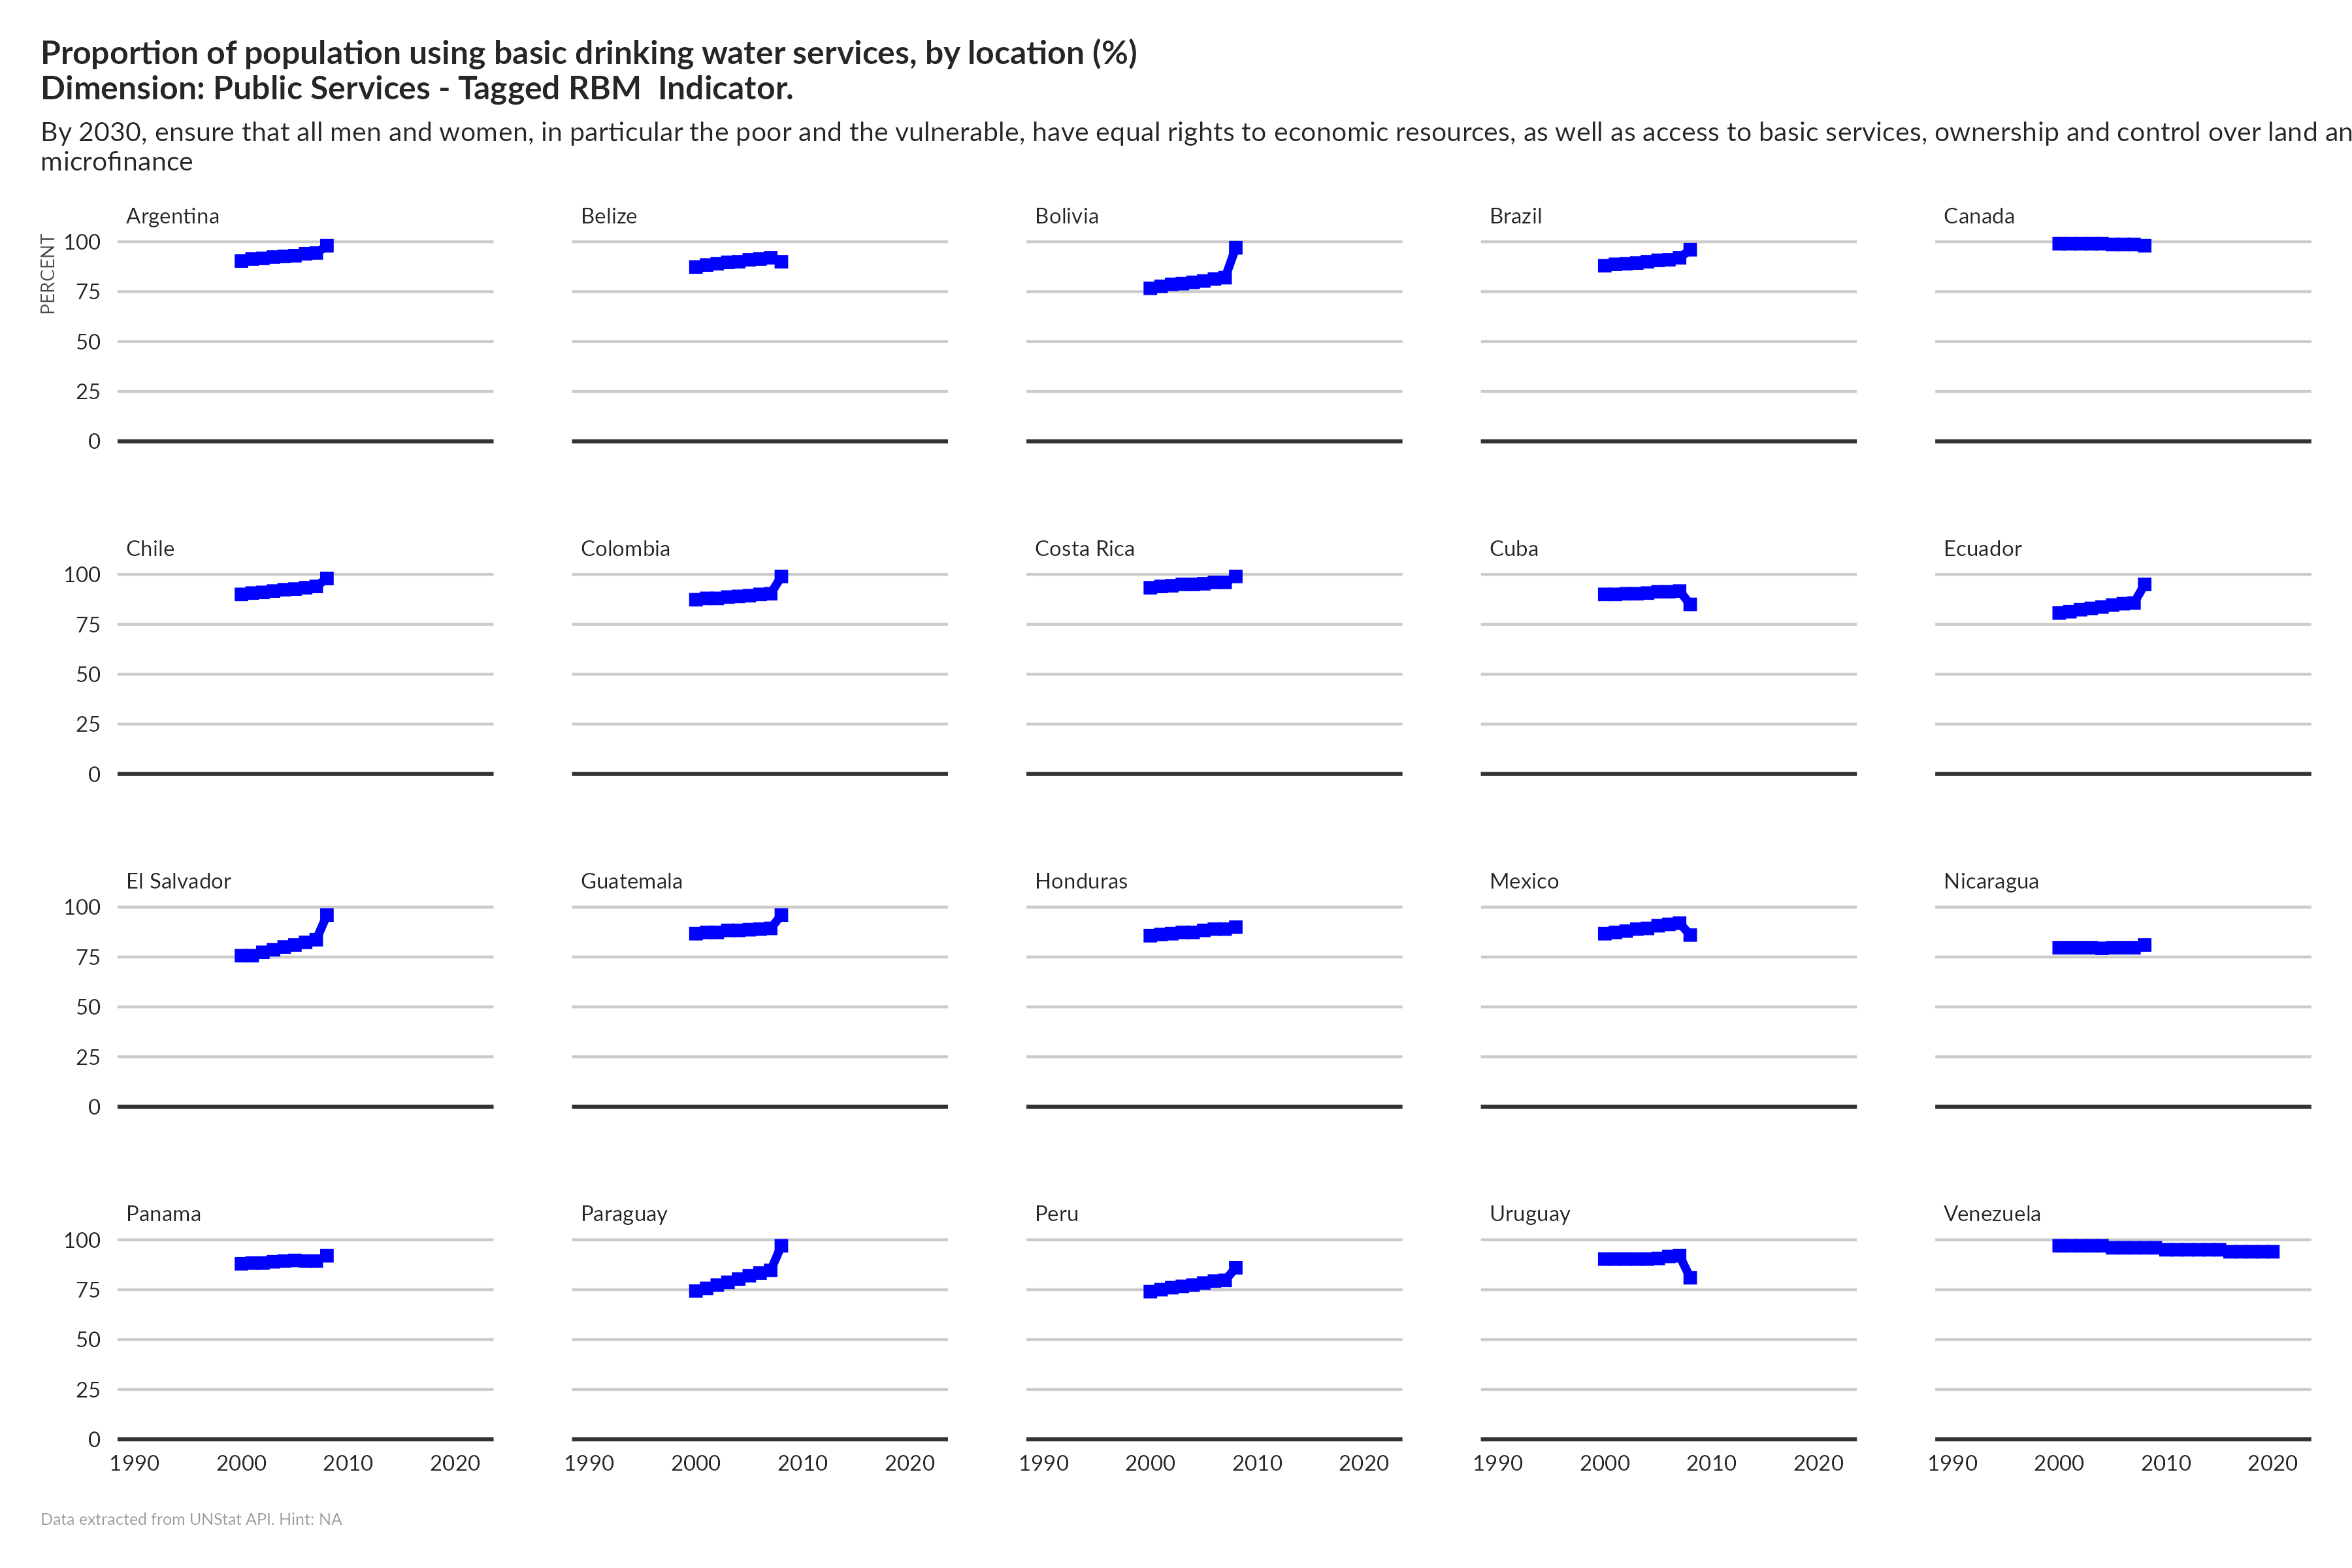 Proportion of population using basic drinking water services, by location (%)
Dimension: Public Services - Tagged RBM  Indicator.
By 2030, ensure that all men and women, in particular the poor and the vulnerable, have equal rights to economic resources, as well as access to basic services, ownership and control over land an
microfinance
Argentina
Belize
Bolivia
Brazil
Canada
PERCENT
100
75
50
25
0
Chile
Colombia
Costa Rica
Cuba
Ecuador
100
75
50
25
0
El Salvador
Guatemala
Honduras
Mexico
Nicaragua
100
75
50
25
0
Panama
Paraguay
Peru
Uruguay
Venezuela
100
75
50
25
0
1990 2000 2010 2020
1990 2000 2010 2020
1990 2000 2010 2020
1990 2000 2010 2020
1990 2000 2010 2020
Data extracted from UNStat API. Hint: NA